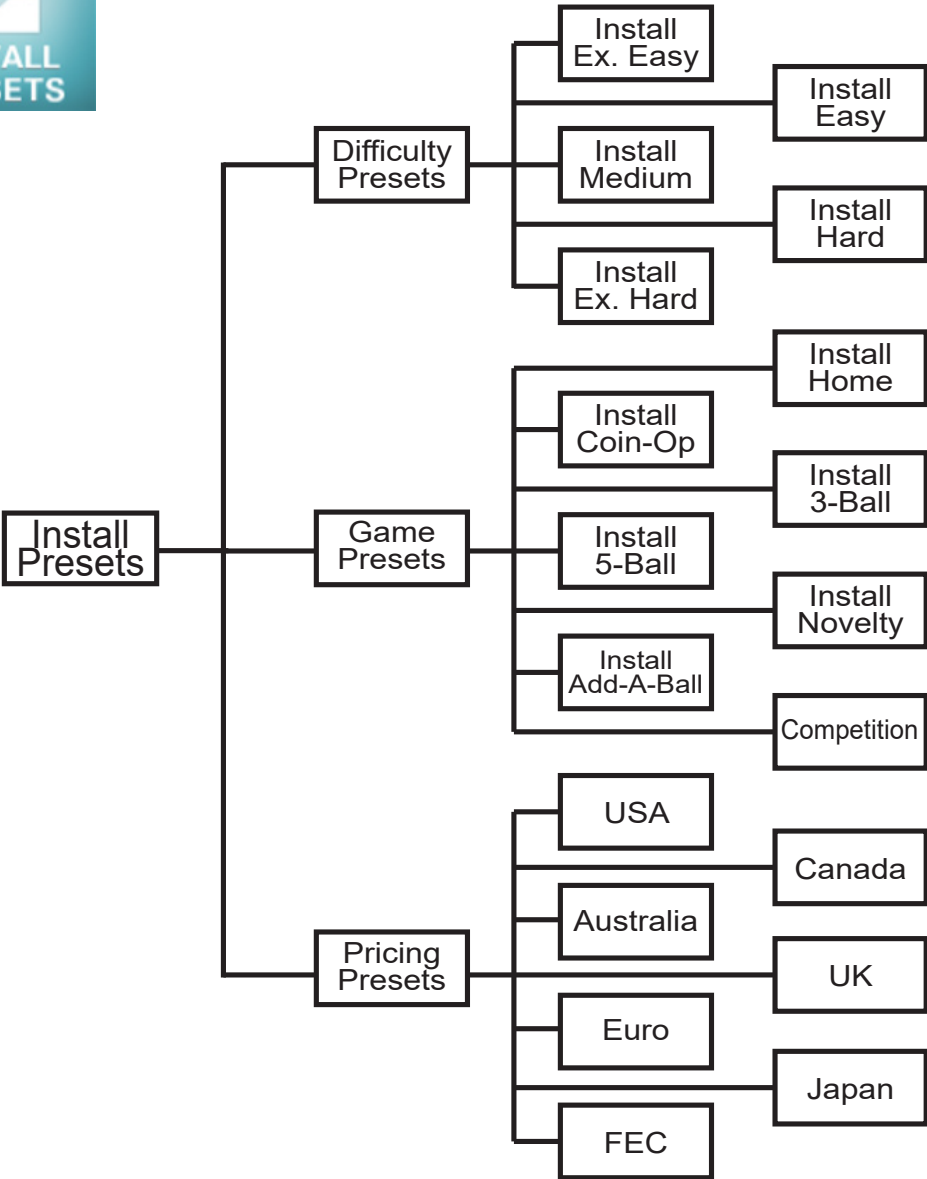 Install
Ex. Easy
Install
Easy
Difficulty
Presets
Install
Medium
Install
Hard
Install
Ex. Hard
Install
Home
Install
Coin-Op
Install
3-Ball
Install
Presets
Game
Presets
Install
5-Ball
Install
Novelty
Install
Add-A-Ball
Competition
USA
Canada
Australia
Pricing
Presets
UK
Euro
Japan
FEC